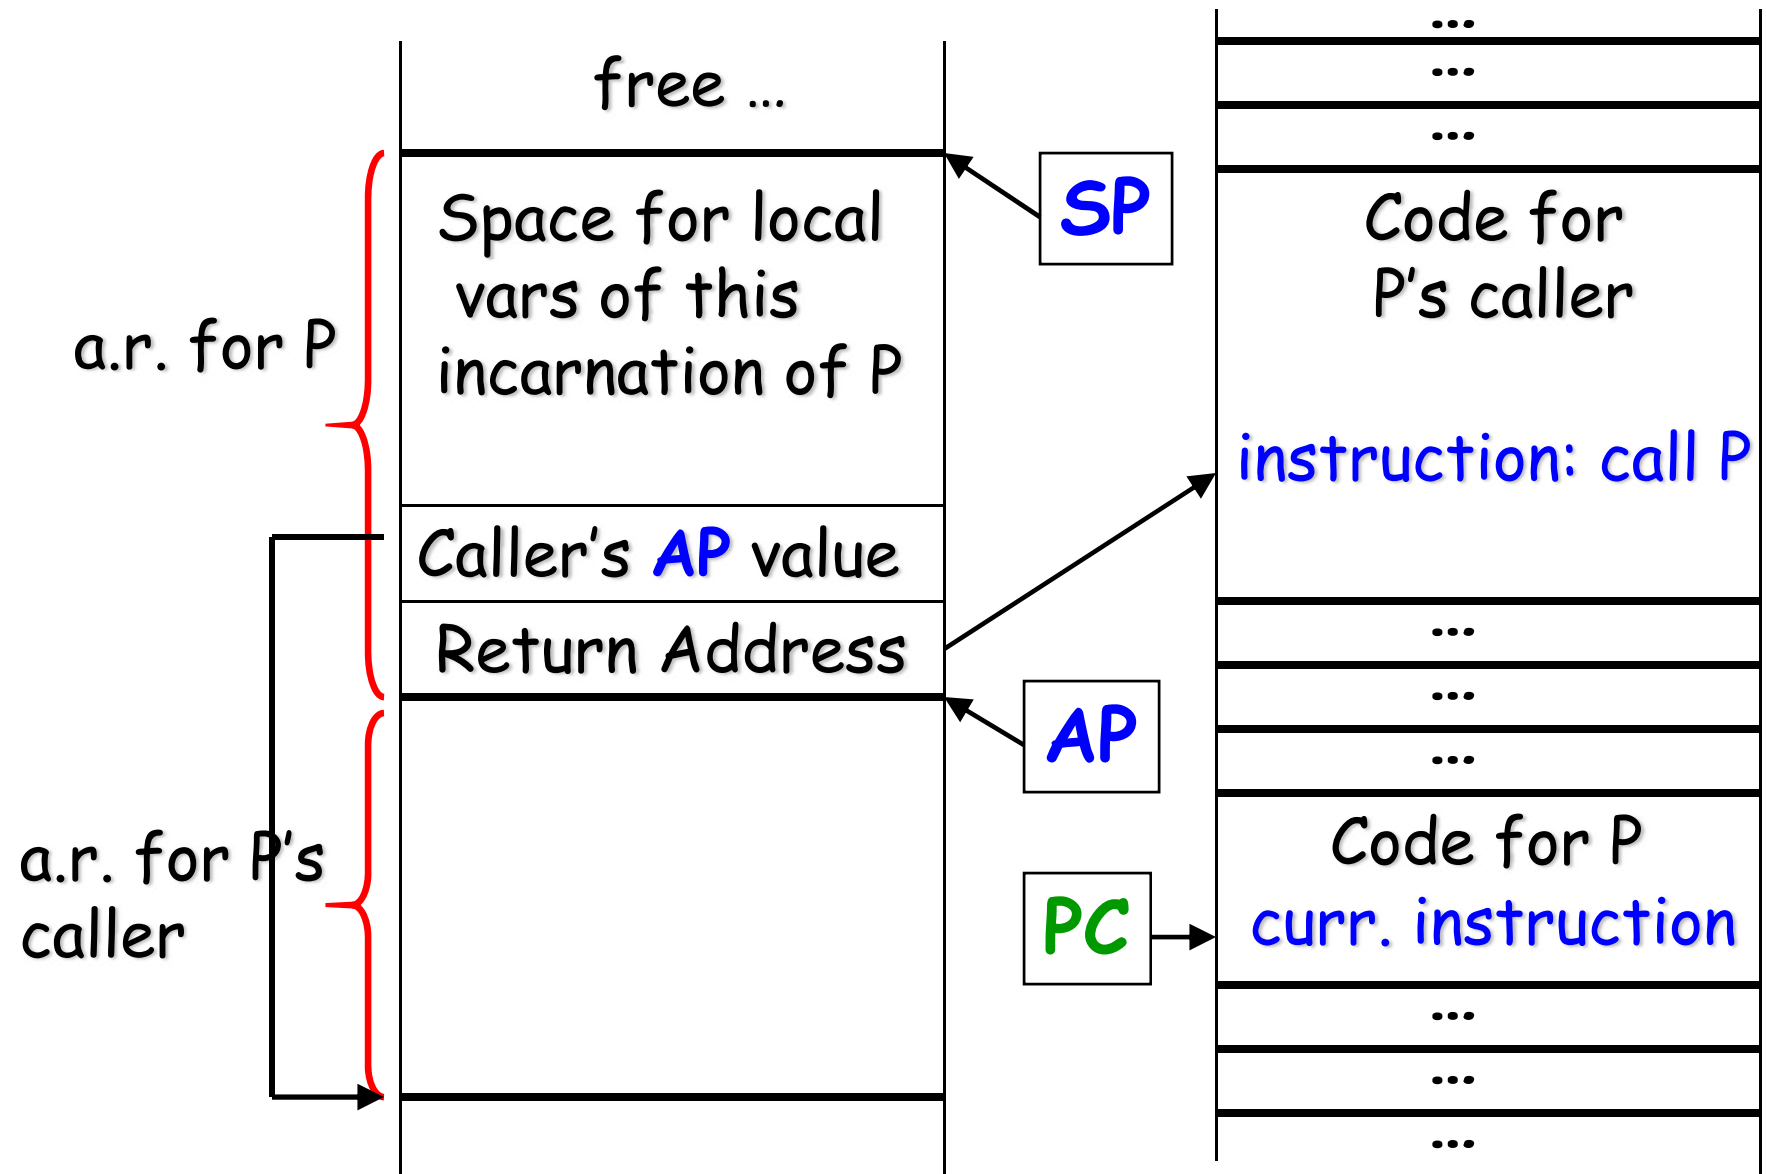 free …
Space for local
vars of this
incarnation of P
Caller’s AP value
Return Address
a.r. for P
a.r. for P’s
caller
SP
AP
PC
…
…
…
Code for
P’s caller
instruction: call P
…
…
…
Code for P
curr. instruction
…
…
…